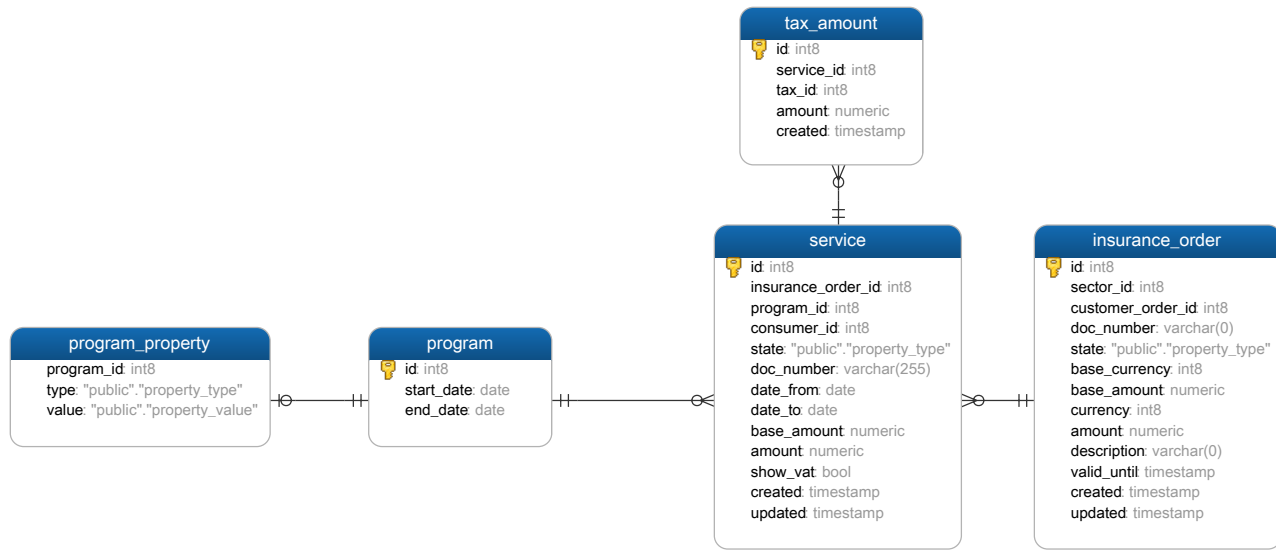 tax_amount
id: int8
service_id: int8
tax_id: int8
amount: numeric
created: timestamp
service
id: int8
insurance_order_id: int8
program_id: int8
consumer_id: int8
state: "public"."property_type"
doc_number: varchar(255)
date_from: date
date_to: date
base_amount: numeric
amount: numeric
show_vat: bool
created: timestamp
updated: timestamp
insurance_order
id: int8
sector_id: int8
customer_order_id: int8
doc_number: varchar(0)
state: "public"."property_type"
base_currency: int8
base_amount: numeric
currency: int8
amount: numeric
description: varchar(0)
valid_until: timestamp
created: timestamp
updated: timestamp
program_property
program_id: int8
type: "public"."property_type"
value: "public"."property_value"
program
id: int8
start_date: date
end_date: date